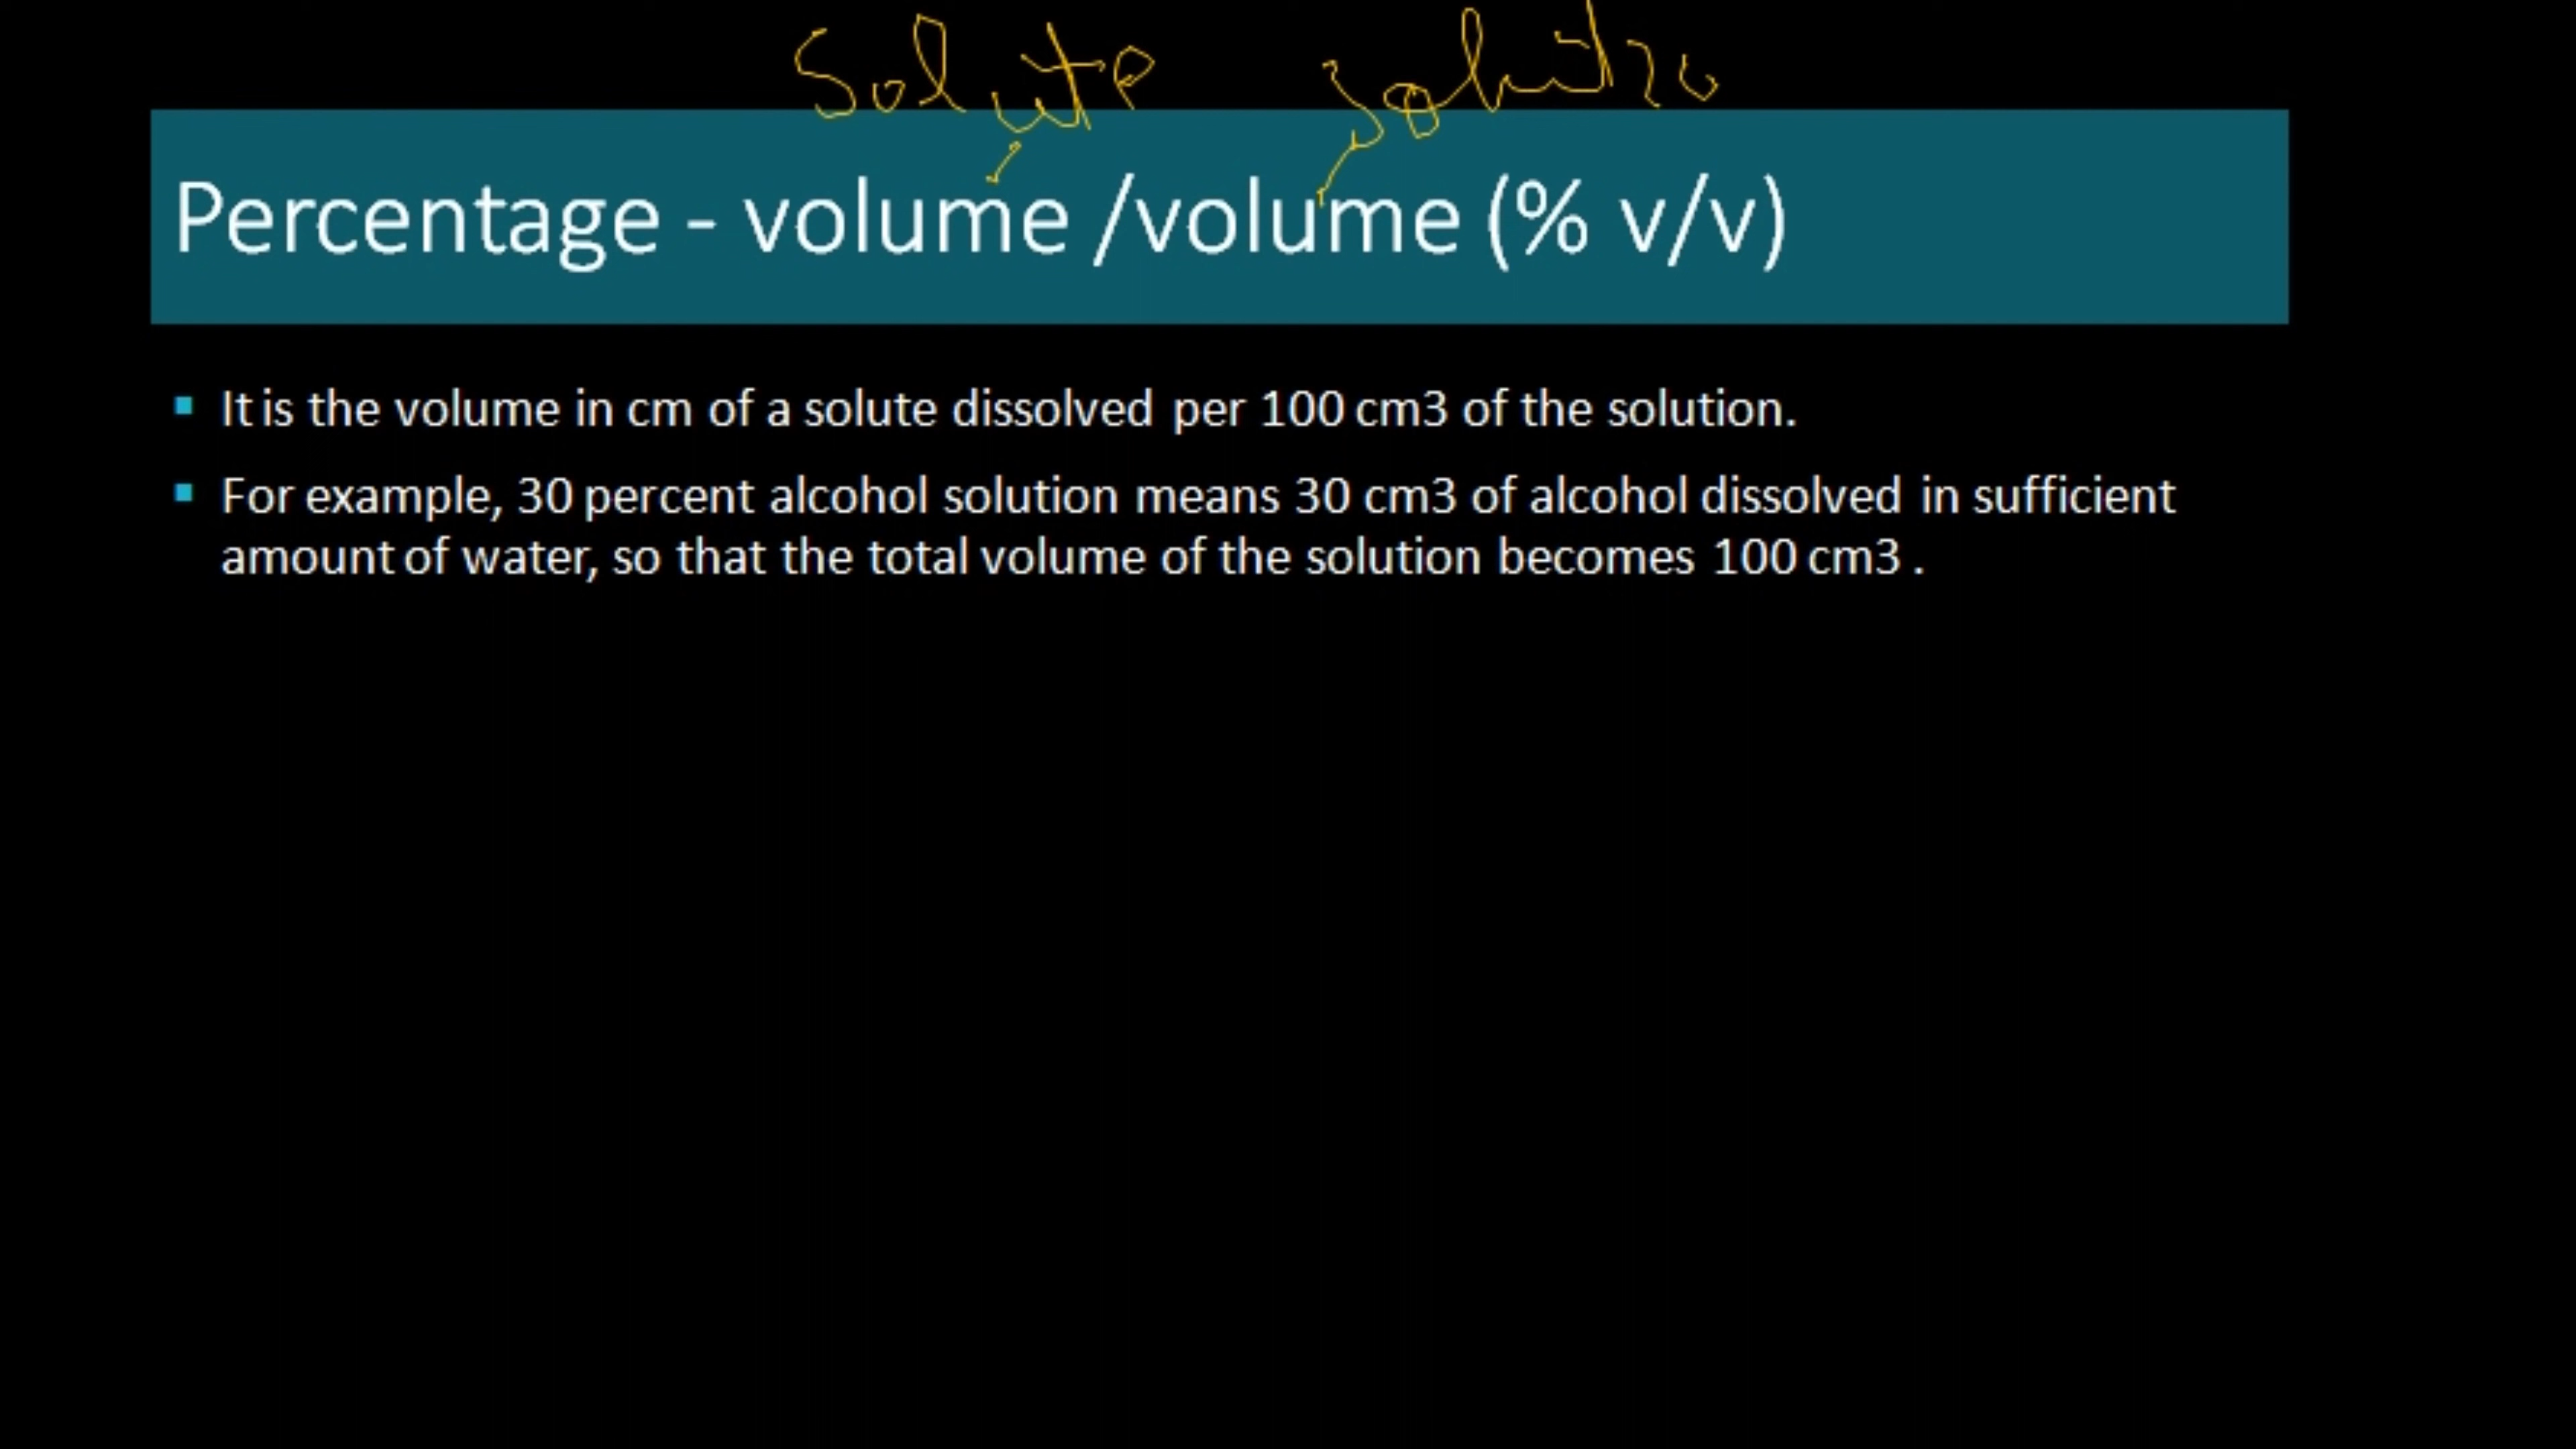 Solute solutio
Percentage - volume /volume (% v/v)
▪ It is the volume in cm of a solute dissolved per 100 cm3 of the solution.
▪ For example, 30 percent alcohol solution means 30 cm3 of alcohol dissolved in sufficient
amount of water, so that the total volume of the solution becomes 100 cm3 .